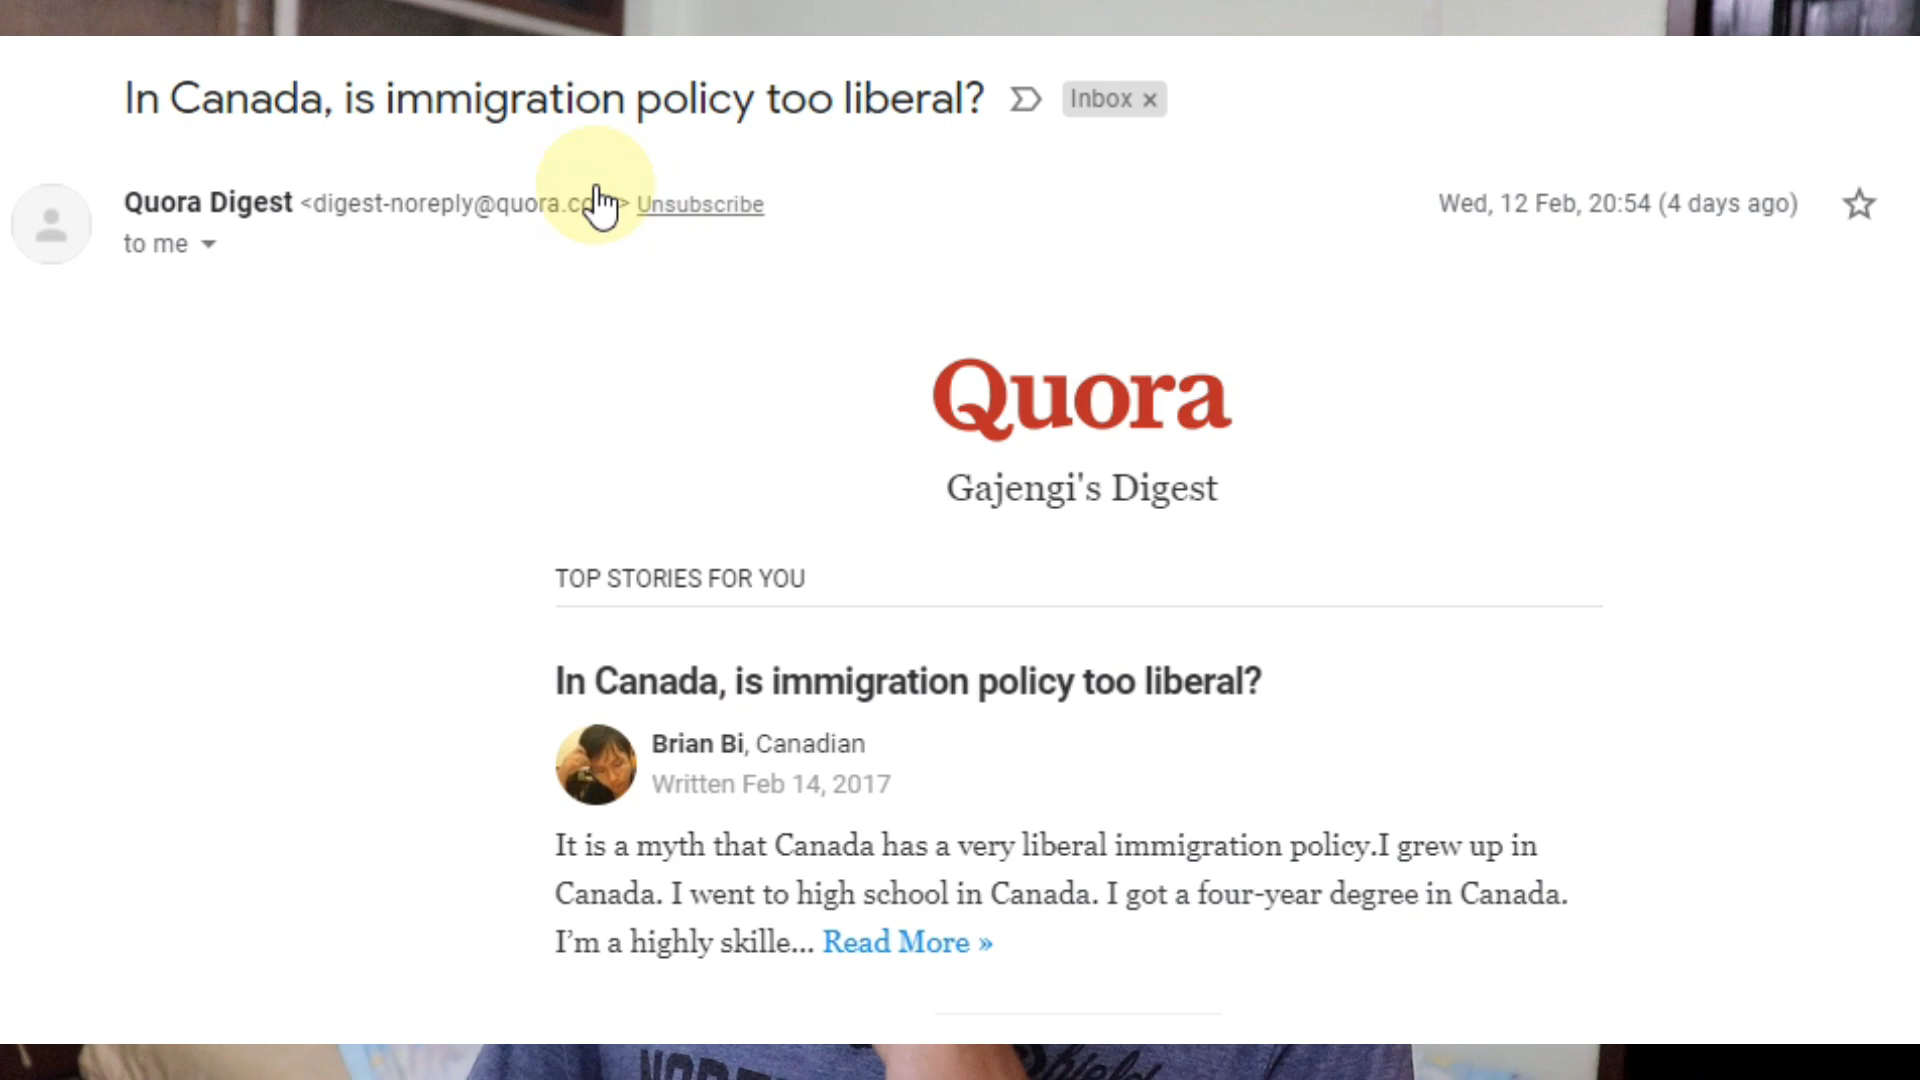 In Canada, is immigration policy too liberal? Inbox x
Quora Digest <digest-noreply@quora.co > Unsubscribe Wed, 12 Feb, 20:54 (4 days ago)
to me
Quora
Gajengi's Digest
TOP STORIES FOR YOU
In Canada, is immigration policy too liberal?
Brian Bi, Canadian
Written Feb 14, 2017
It is a myth that Canada has a very liberal immigration policy.I grew up in
Canada. I went to high school in Canada. I got a four-year degree in Canada.
I'm a highly skille... Read More »